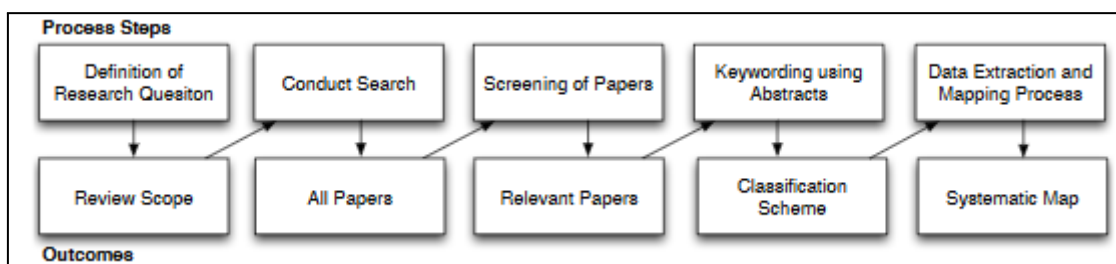 Process Steps
Definition of
Research Quesiton
Conduct Search
Screening of Papers
Keywording using
Abstracts
Data Extraction and
Mapping Process
Review Scope
All Papers
Relevant Papers
Classification
Scheme
Systematic Map
Outcomes